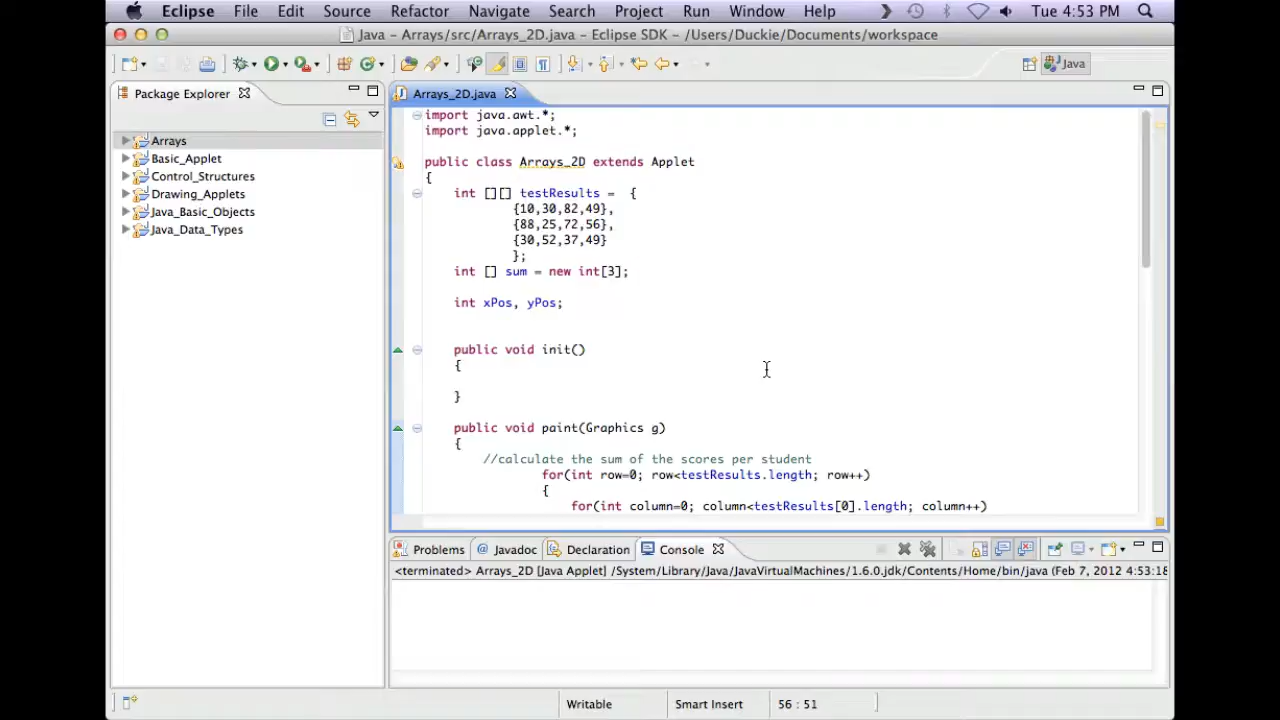 Eclipse File Edit Source Refactor Navigate Search Project Run Window Help Tue 4:53 PM
Java – Arrays/src/Arrays_2D.java – Eclipse SDK – /Users/Duckie/Documents/workspace
Java
Package Explorer
Arrays_2D.java
Arrays
Basic_Applet
Control_Structures
Drawing_Applets
Java_Basic_Objects
Java_Data_Types
import java.awt.*;
import java.applet.*;
public class Arrays_2D extends Applet
{
int [][] testResults = {
{10,30,82,49},
{88,25,72,56},
{30,52,37,49}
};
int [] sum = new int[3];
int xPos, yPos;
public void init()
{
}
public void paint(Graphics g)
{
//calculate the sum of the scores per student
for(int row=0; row<testResults.length; row++)
{
for(int column=0; column<testResults[0].length; column++)
Problems Javadoc Declaration Console
<terminated> Arrays_2D [Java Applet] /System/Library/Java/JavaVirtualMachines/1.6.0.jdk/Contents/Home/bin/java (Feb 7, 2012 4:53:18
Writable Smart Insert 56 : 51